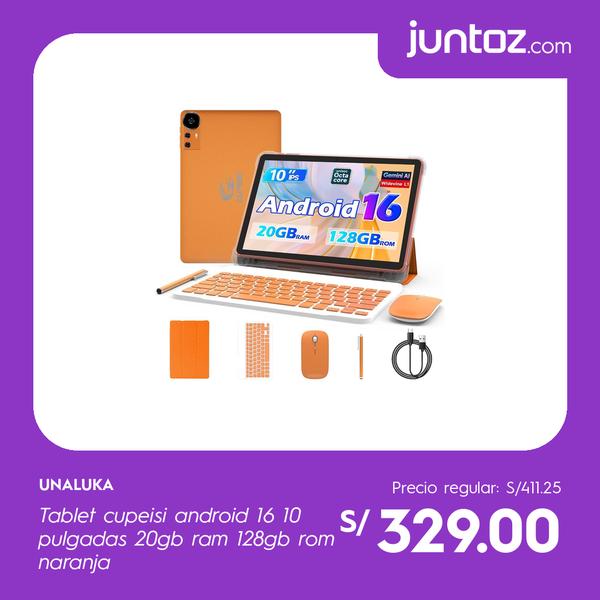 juntoz.com
10" IPS
Octa core
Gemini AI
Widevine L1
Android 16
20GB RAM 128GB ROM
UNALUKA
Precio regular: S/411.25
Tablet cupeisi android 16 10
pulgadas 20gb ram 128gb rom
naranja
S/ 329.00